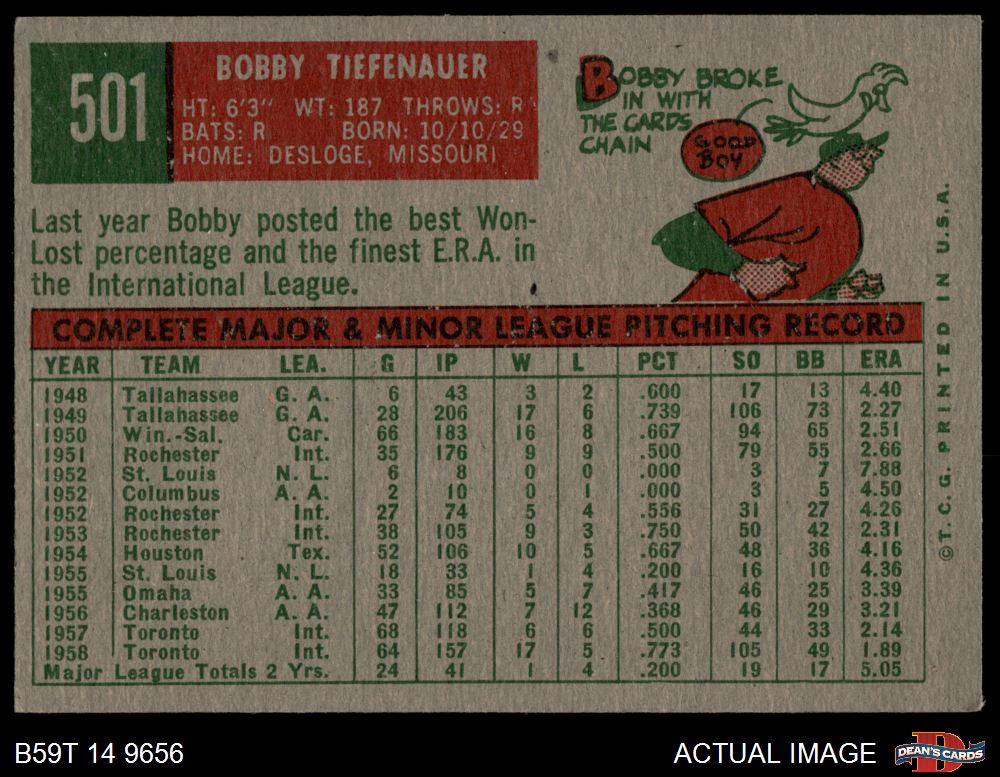 501
BOBBY TIEFENAUER
HT: 6'3" WT: 187 THROWS: R
BATS: R BORN: 10/10/29
HOME: DESLOGE, MISSOURI
BOBBY BROKE
IN WITH
THE CARDS
CHAIN
GOOD
BOY
Last year Bobby posted the best Won-
Lost percentage and the finest E.R.A. in
the International League.
COMPLETE MAJOR & MINOR LEAGUE PITCHING RECORD
YEAR TEAM LEA. G IP W L PCT SO BB ERA
1948 Tallahassee G. A. 6 43 3 2 .600 17 13 4.40
1949 Tallahassee G. A. 28 206 17 6 .739 106 73 2.27
1950 Win.-Sal. Car. 66 183 16 8 .667 94 65 2.51
1951 Rochester Int. 35 176 9 9 .500 79 55 2.66
1952 St. Louis N. L. 6 8 0 0 .000 3 7 7.88
1952 Columbus A. A. 2 10 0 1 .000 3 5 4.50
1952 Rochester Int. 27 74 5 4 .556 31 27 4.26
1953 Rochester Int. 38 105 9 3 .750 50 42 2.31
1954 Houston Tex. 52 106 10 5 .667 48 36 4.16
1955 St. Louis N. L. 18 33 1 4 .200 16 10 4.36
1955 Omaha A. A. 33 85 5 7 .417 46 25 3.39
1956 Charleston A. A. 47 112 7 12 .368 46 29 3.21
1957 Toronto Int. 68 118 6 6 .500 44 33 2.14
1958 Toronto Int. 64 157 17 5 .773 105 49 1.89
Major League Totals 2 Yrs. 24 41 1 4 .200 19 17 5.05
©T. C. G. PRINTED IN U.S.A.
B59T 14 9656
ACTUAL IMAGE
D
DEAN'S CARDS